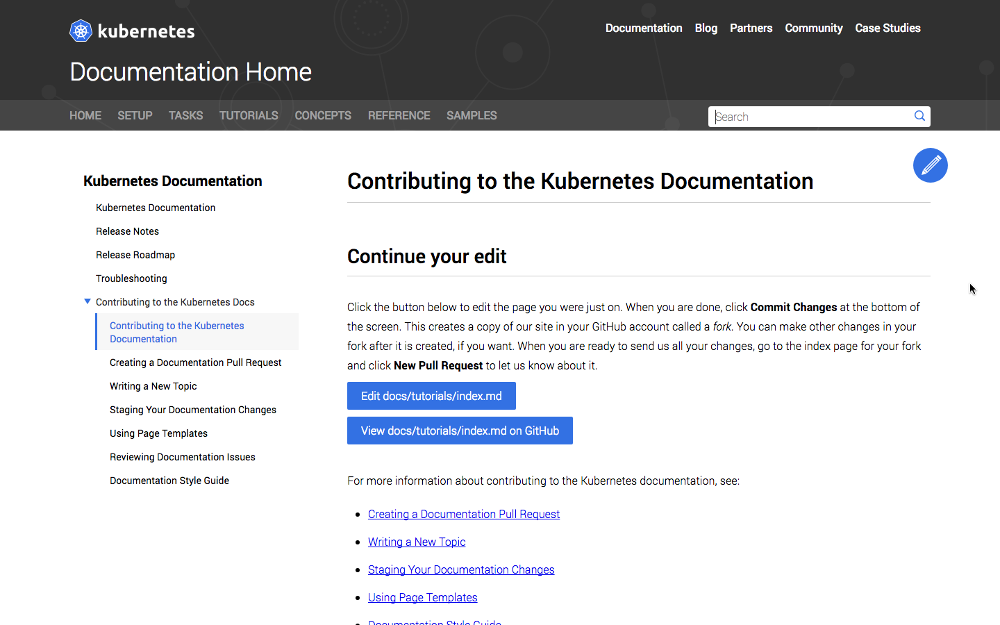 kubernetes
Documentation Blog Partners Community Case Studies
Documentation Home
HOME SETUP TASKS TUTORIALS CONCEPTS REFERENCE SAMPLES
Search
Kubernetes Documentation
Kubernetes Documentation
Release Notes
Release Roadmap
Troubleshooting
Contributing to the Kubernetes Docs
Contributing to the Kubernetes
Documentation
Creating a Documentation Pull Request
Writing a New Topic
Staging Your Documentation Changes
Using Page Templates
Reviewing Documentation Issues
Documentation Style Guide
Contributing to the Kubernetes Documentation
Continue your edit
Click the button below to edit the page you were just on. When you are done, click Commit Changes at the bottom of
the screen. This creates a copy of our site in your GitHub account called a fork. You can make other changes in your
fork after it is created, if you want. When you are ready to send us all your changes, go to the index page for your fork
and click New Pull Request to let us know about it.
Edit docs/tutorials/index.md
View docs/tutorials/index.md on GitHub
For more information about contributing to the Kubernetes documentation, see:
Creating a Documentation Pull Request
Writing a New Topic
Staging Your Documentation Changes
Using Page Templates
Documentation Style Guide